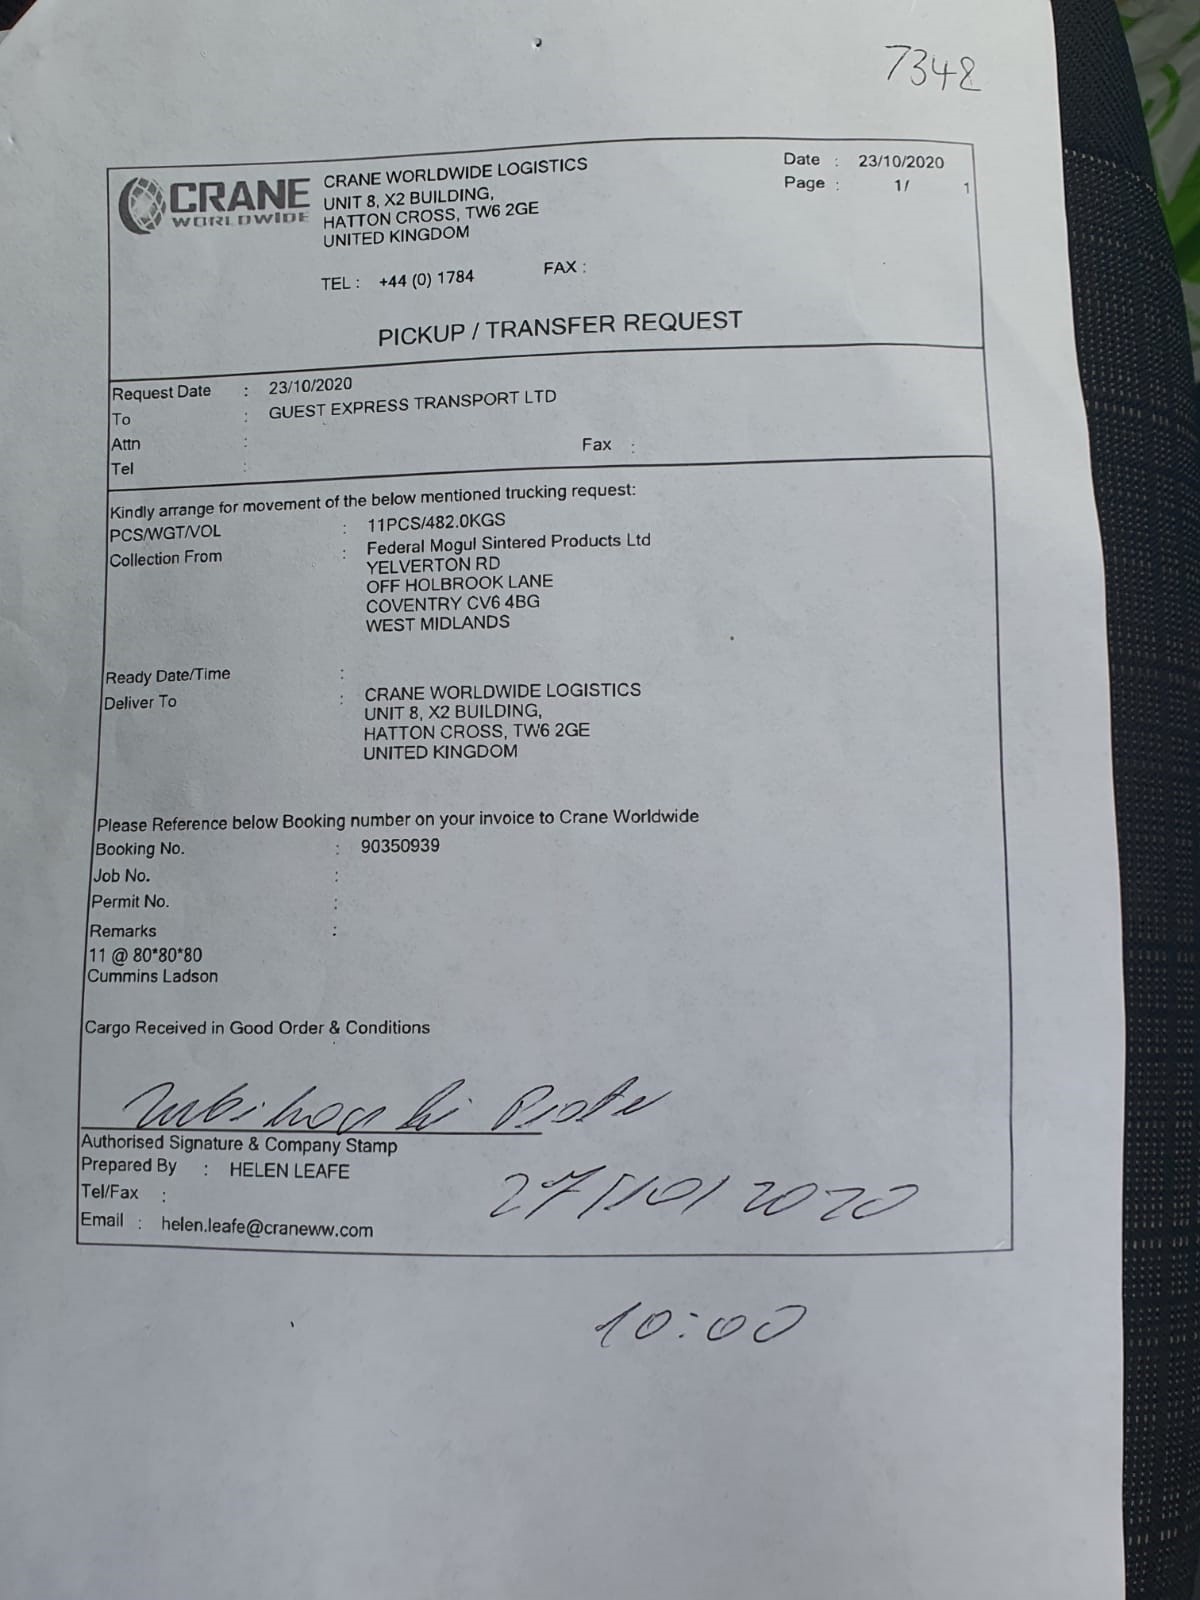 7348
CRANE
WORLDWIDE
CRANE WORLDWIDE LOGISTICS
UNIT 8, X2 BUILDING,
HATTON CROSS, TW6 2GE
UNITED KINGDOM
Date : 23/10/2020
Page : 1/ 1
TEL : +44 (0) 1784 FAX :
PICKUP / TRANSFER REQUEST
Request Date : 23/10/2020
To : GUEST EXPRESS TRANSPORT LTD
Attn : Fax :
Tel :
Kindly arrange for movement of the below mentioned trucking request:
PCS/WGT/VOL : 11PCS/482.0KGS
Collection From : Federal Mogul Sintered Products Ltd
YELVERTON RD
OFF HOLBROOK LANE
COVENTRY CV6 4BG
WEST MIDLANDS
Ready Date/Time :
Deliver To : CRANE WORLDWIDE LOGISTICS
UNIT 8, X2 BUILDING,
HATTON CROSS, TW6 2GE
UNITED KINGDOM
Please Reference below Booking number on your invoice to Crane Worldwide
Booking No. : 90350939
Job No. :
Permit No. :
Remarks :
11 @ 80*80*80
Cummins Ladson
Cargo Received in Good Order & Conditions
Authorised Signature & Company Stamp
Prepared By : HELEN LEAFE
Tel/Fax :
Email : helen.leafe@craneww.com
27/10/2020
10:00